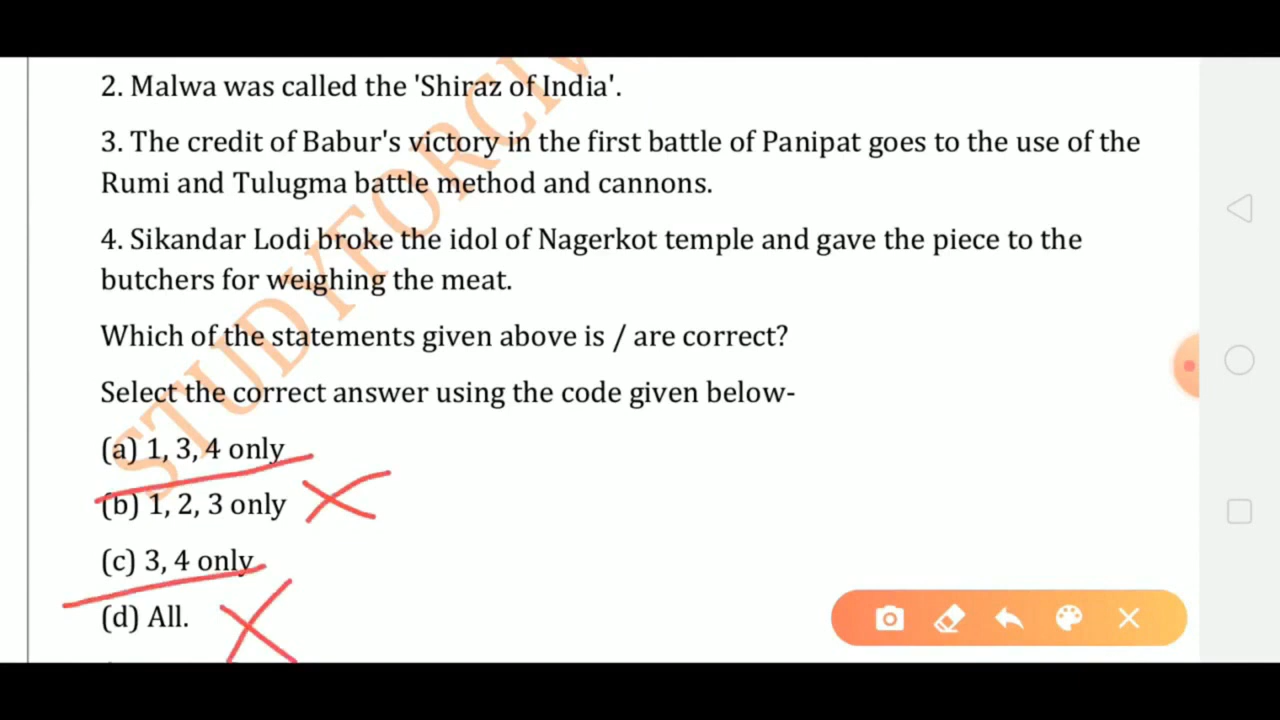 2. Malwa was called the 'Shiraz of India'.
3. The credit of Babur's victory in the first battle of Panipat goes to the use of the
Rumi and Tulugma battle method and cannons.
4. Sikandar Lodi broke the idol of Nagerkot temple and gave the piece to the
butchers for weighing the meat.
Which of the statements given above is / are correct?
Select the correct answer using the code given below-
(a) 1, 3, 4 only
(b) 1, 2, 3 only
(c) 3, 4 only
(d) All.
STUDYFORCIV